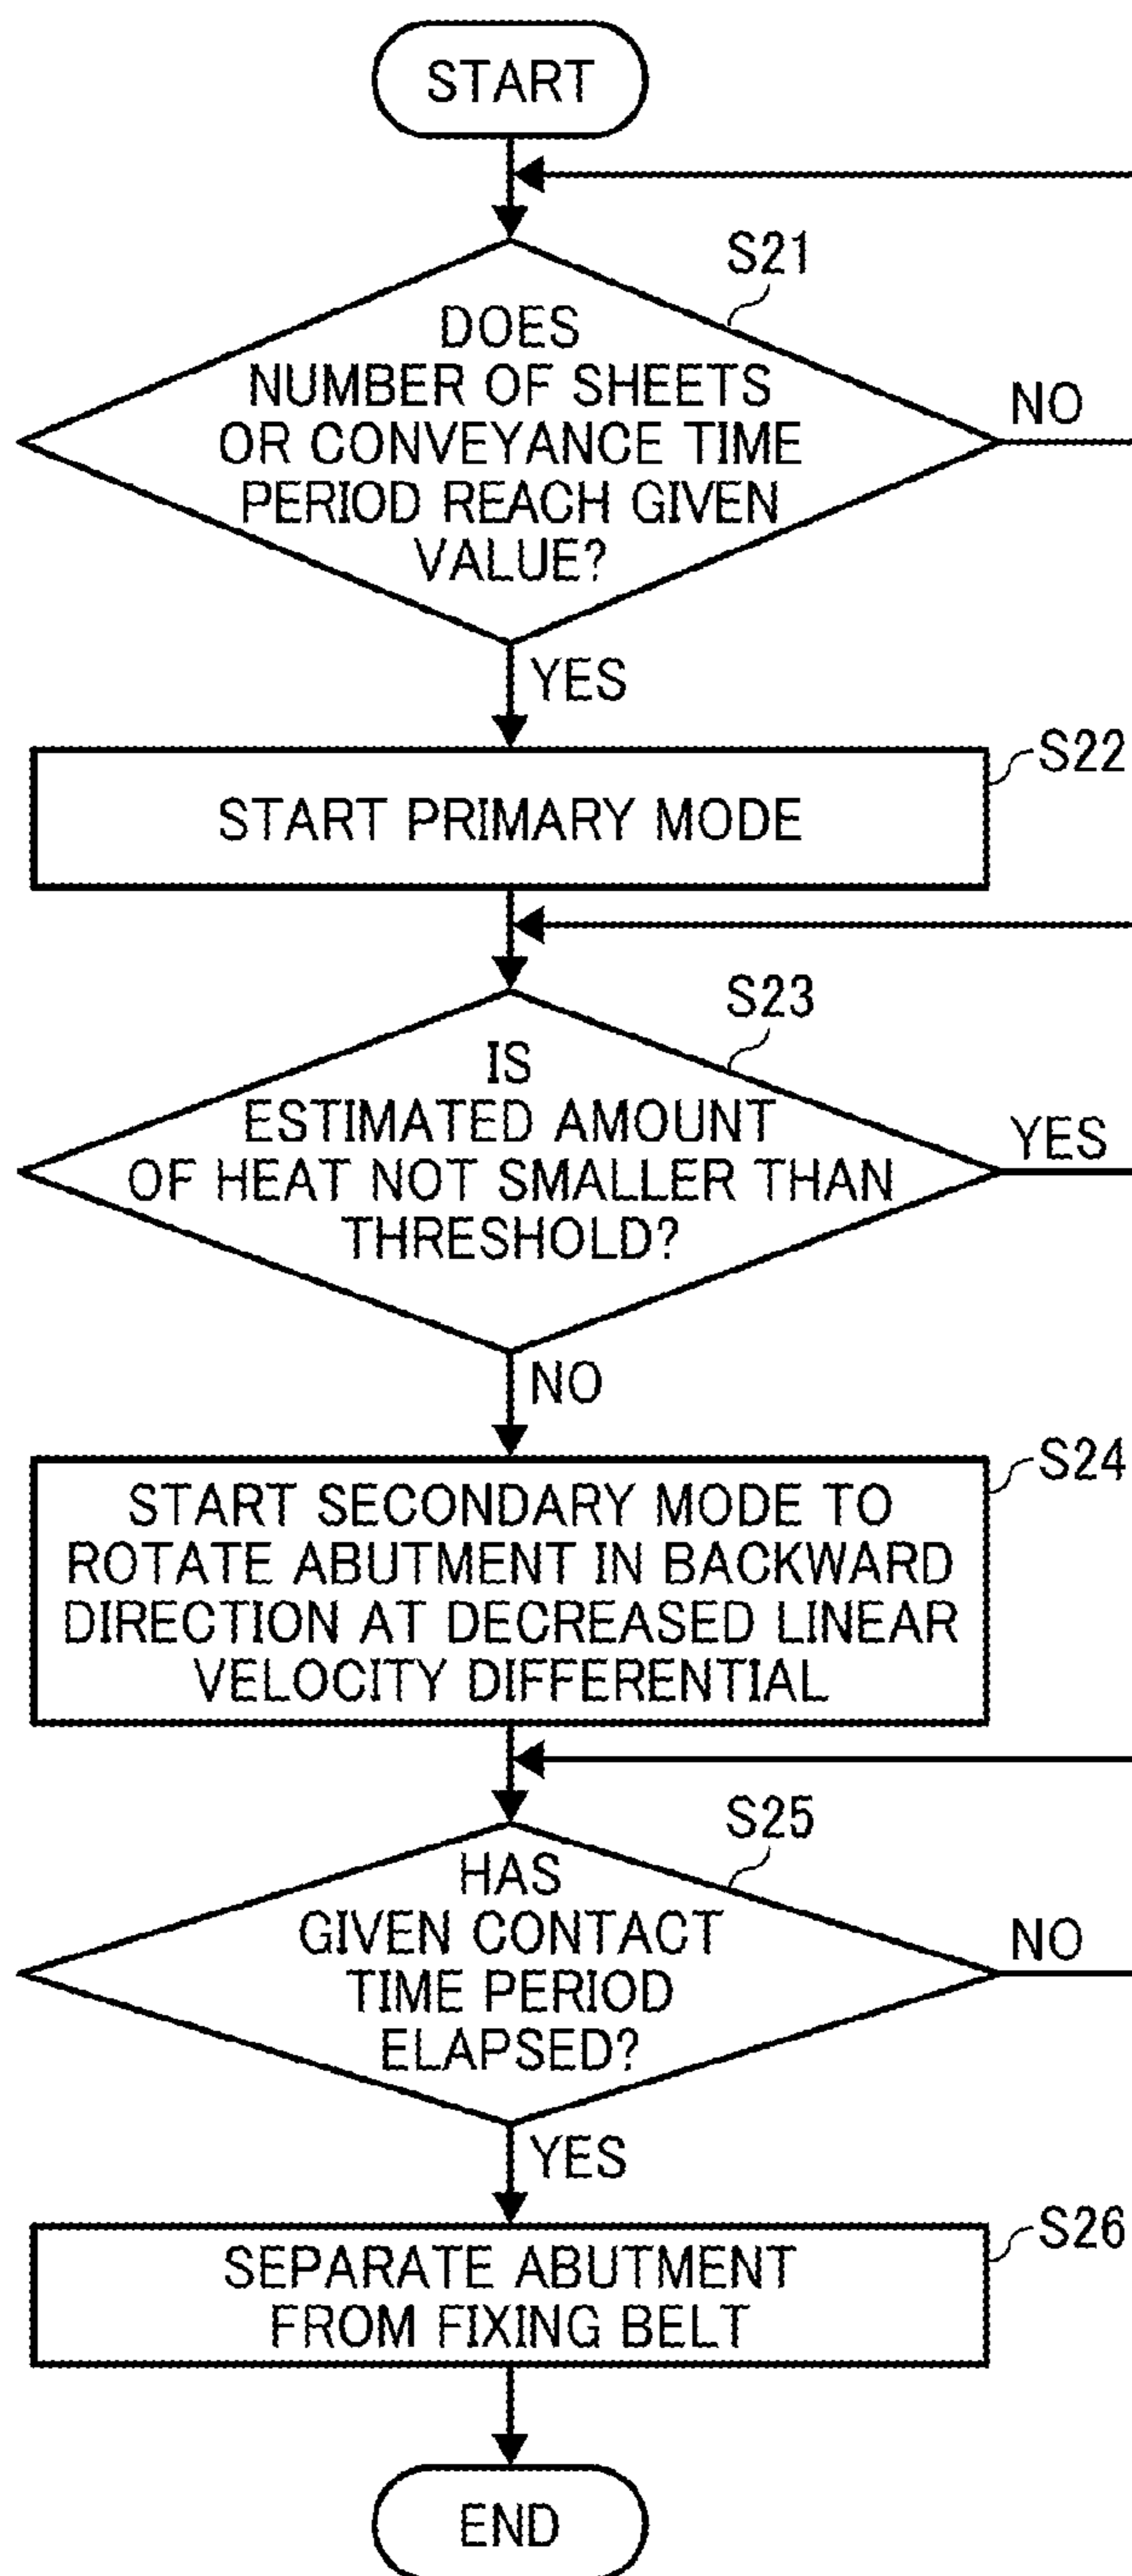 START
S21
DOES
NUMBER OF SHEETS
OR CONVEYANCE TIME
PERIOD REACH GIVEN
VALUE?
NO
YES
S22
START PRIMARY MODE
S23
IS
ESTIMATED AMOUNT
OF HEAT NOT SMALLER THAN
THRESHOLD?
YES
NO
S24
START SECONDARY MODE TO
ROTATE ABUTMENT IN BACKWARD
DIRECTION AT DECREASED LINEAR
VELOCITY DIFFERENTIAL
S25
HAS
GIVEN CONTACT
TIME PERIOD
ELAPSED?
NO
YES
S26
SEPARATE ABUTMENT
FROM FIXING BELT
END